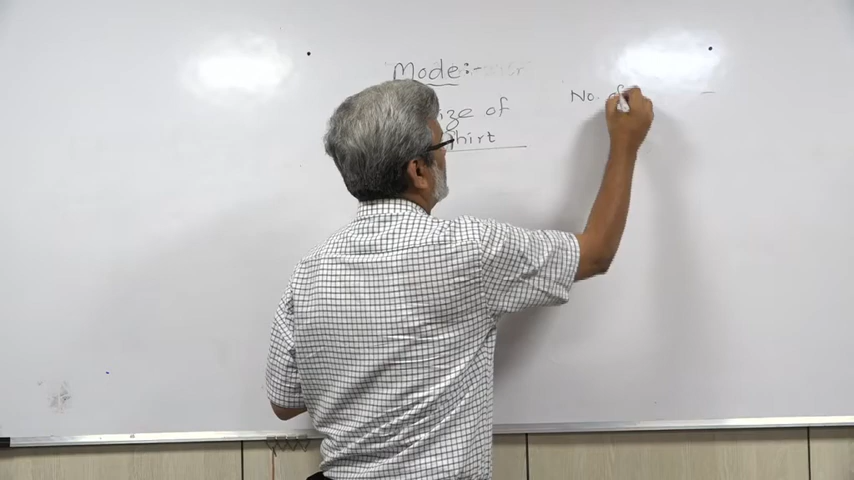 Mode:-
ize of
No. of
hirt